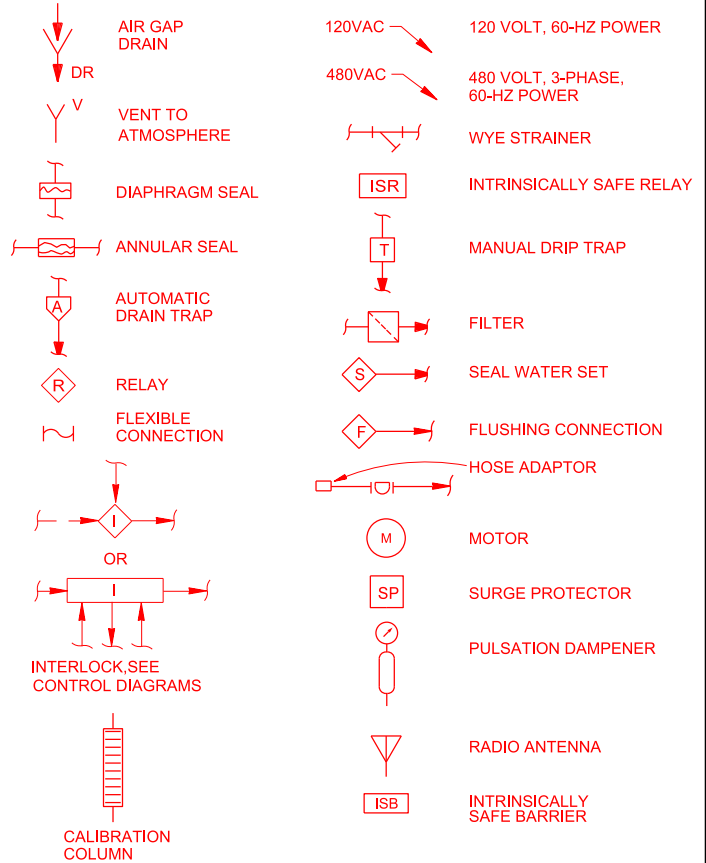 AIR GAP
DRAIN
DR
V
VENT TO
ATMOSPHERE
DIAPHRAGM SEAL
ANNULAR SEAL
A
AUTOMATIC
DRAIN TRAP
R
RELAY
FLEXIBLE
CONNECTION
I
OR
I
INTERLOCK,SEE
CONTROL DIAGRAMS
CALIBRATION
COLUMN
120VAC
120 VOLT, 60-HZ POWER
480VAC
480 VOLT, 3-PHASE,
60-HZ POWER
WYE STRAINER
ISR
INTRINSICALLY SAFE RELAY
T
MANUAL DRIP TRAP
FILTER
S
SEAL WATER SET
F
FLUSHING CONNECTION
HOSE ADAPTOR
M
MOTOR
SP
SURGE PROTECTOR
PULSATION DAMPENER
RADIO ANTENNA
ISB
INTRINSICALLY
SAFE BARRIER